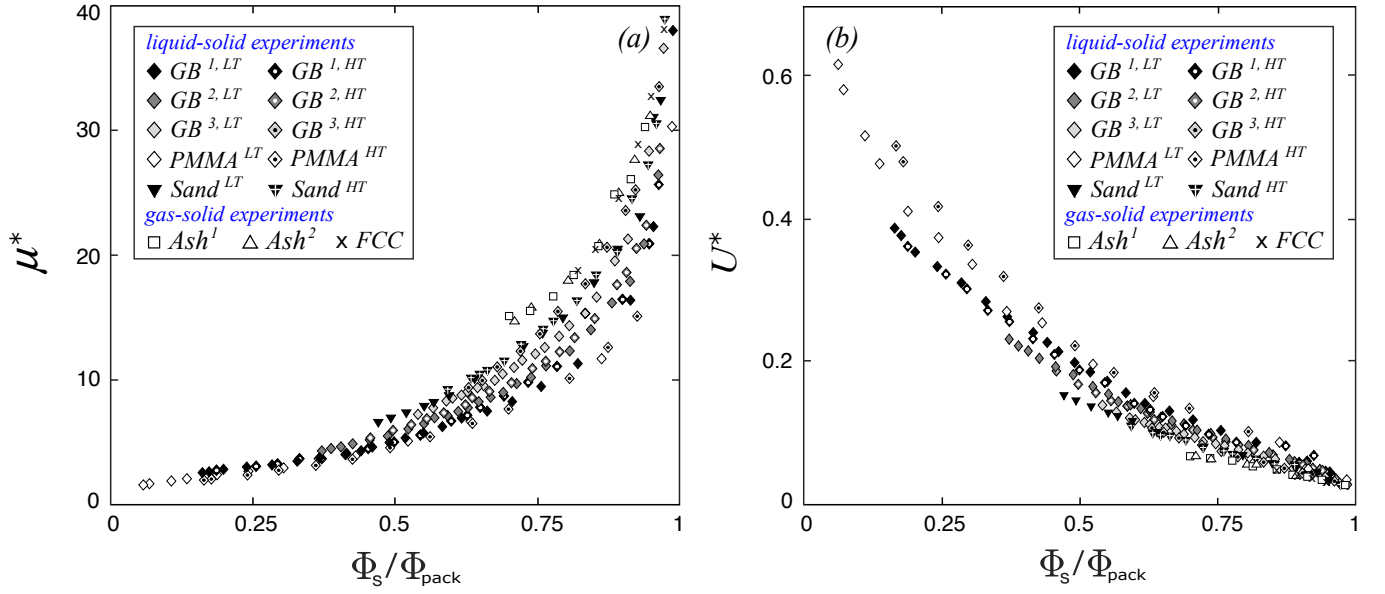 (a)
liquid-solid experiments
GB 1, LT GB 1, HT
GB 2, LT GB 2, HT
GB 3, LT GB 3, HT
PMMA LT PMMA HT
Sand LT Sand HT
gas-solid experiments
Ash1 Ash2 x FCC
μ*
40
30
20
10
0
0 0.25 0.5 0.75 1
Φs/Φpack
(b)
liquid-solid experiments
GB 1, LT GB 1, HT
GB 2, LT GB 2, HT
GB 3, LT GB 3, HT
PMMA LT PMMA HT
Sand LT Sand HT
gas-solid experiments
Ash1 Ash2 x FCC
U*
0.6
0.4
0.2
0
0 0.25 0.5 0.75 1
Φs/Φpack